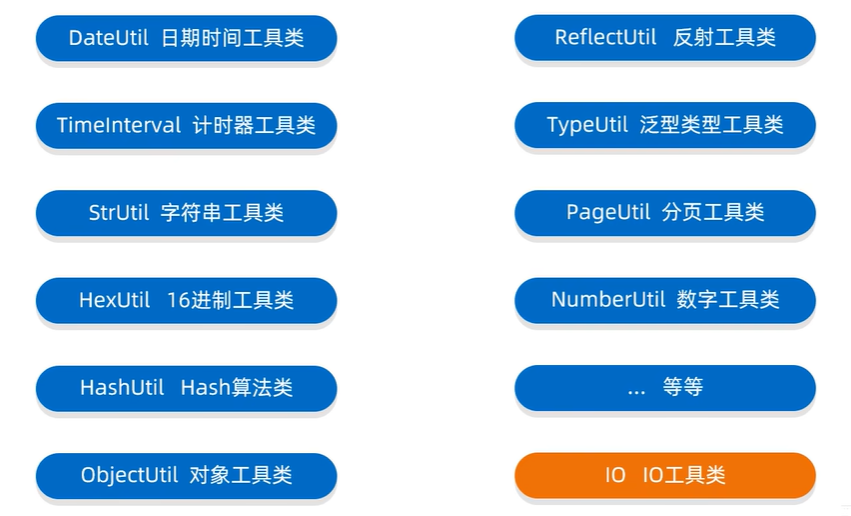 DateUtil 日期时间工具类
TimeInterval 计时器工具类
StrUtil 字符串工具类
HexUtil 16进制工具类
HashUtil Hash算法类
ObjectUtil 对象工具类
ReflectUtil 反射工具类
TypeUtil 泛型类型工具类
PageUtil 分页工具类
NumberUtil 数字工具类
... 等等
IO IO工具类